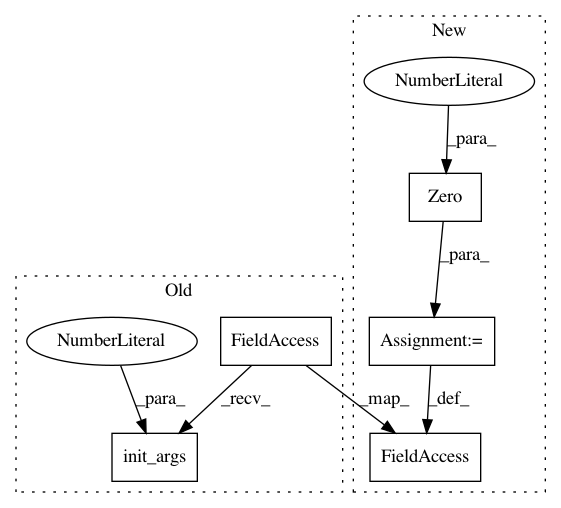 New
NumberLiteral
_para_
Zero
_para_
Old
NumberLiteral
FieldAccess
Assignment:=
_para_
_recv_
_map_
_def_
init_args
FieldAccess